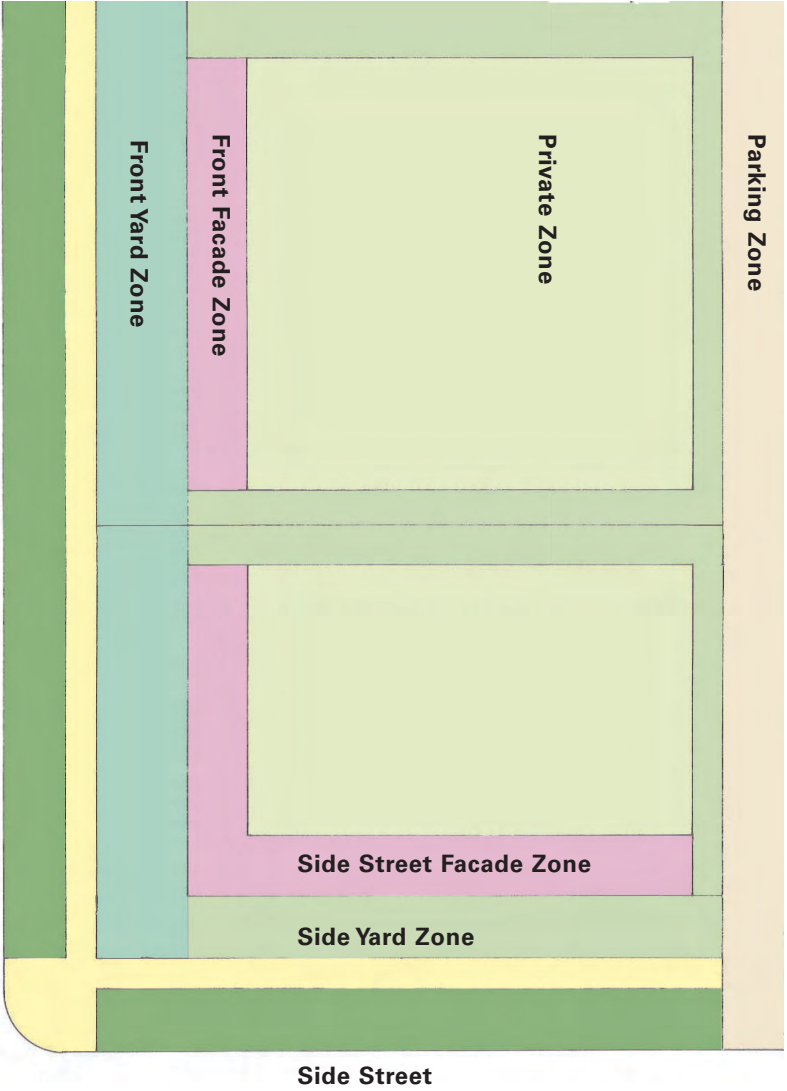 Front Yard Zone
Front Facade Zone
Private Zone
Parking Zone
Side Street Facade Zone
Side Yard Zone
Side Street